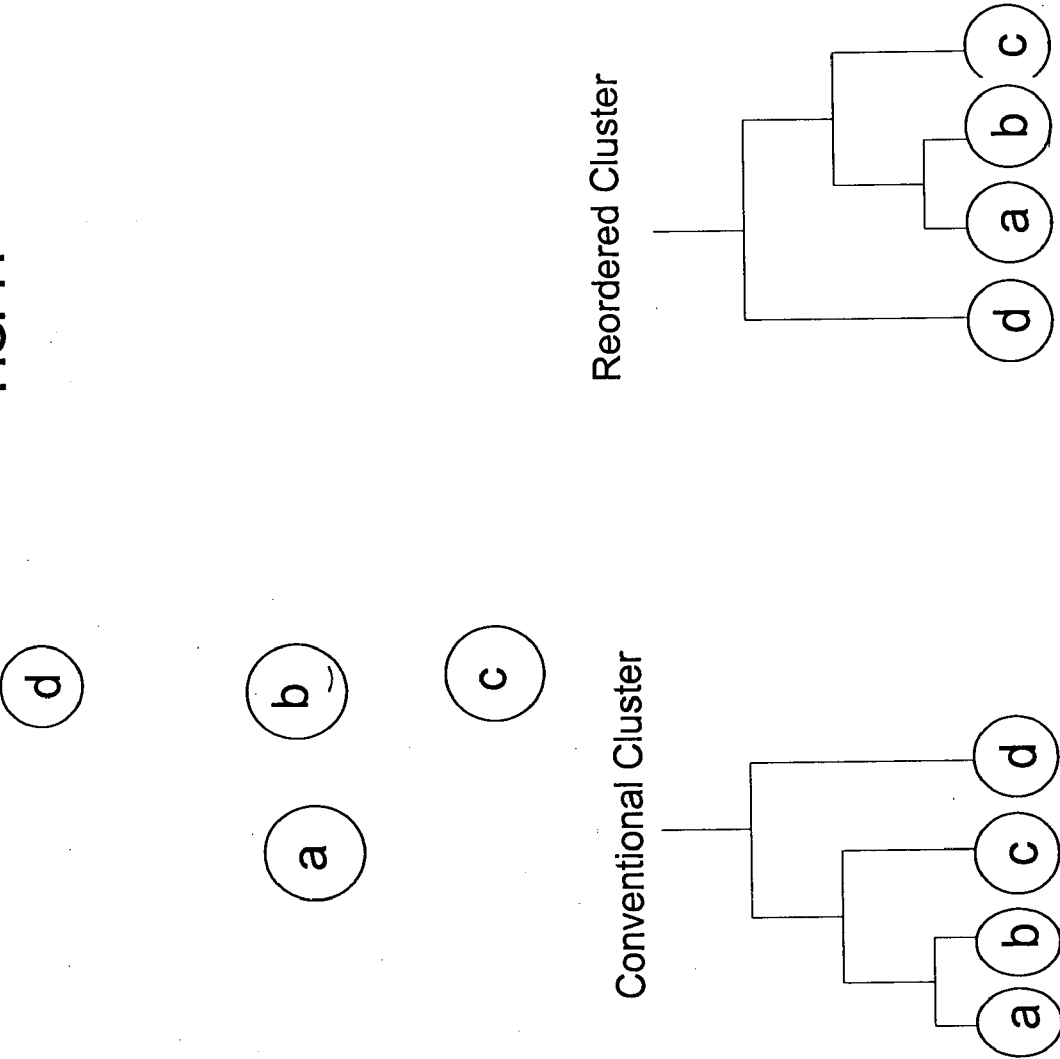 d
a b
c
Conventional Cluster
Reordered Cluster
a b c d
d a b c